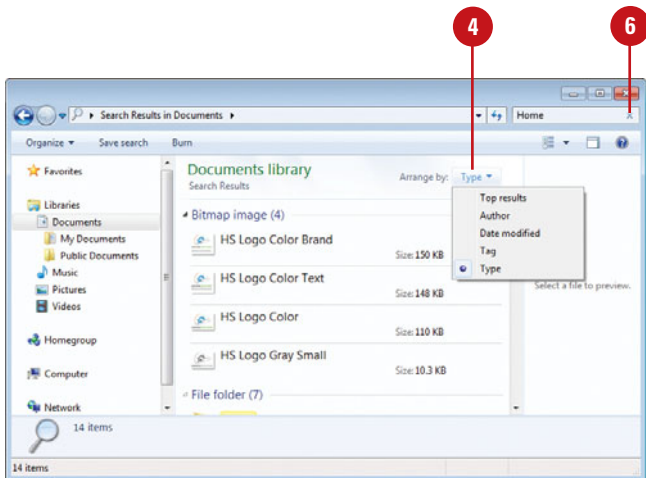 4 6
Search Results in Documents
Home
Organize Save search Burn
Favorites
Libraries
Documents
My Documents
Public Documents
Music
Pictures
Videos
Homegroup
Computer
Network
Documents library
Search Results
Arrange by: Type
Top results
Author
Date modified
Tag
Type
Bitmap image (4)
HS Logo Color Brand
Size: 150 KB
HS Logo Color Text
Size: 148 KB
HS Logo Color
Size: 110 KB
HS Logo Gray Small
Size: 10.3 KB
File folder (7)
Select a file to preview.
14 items
14 items